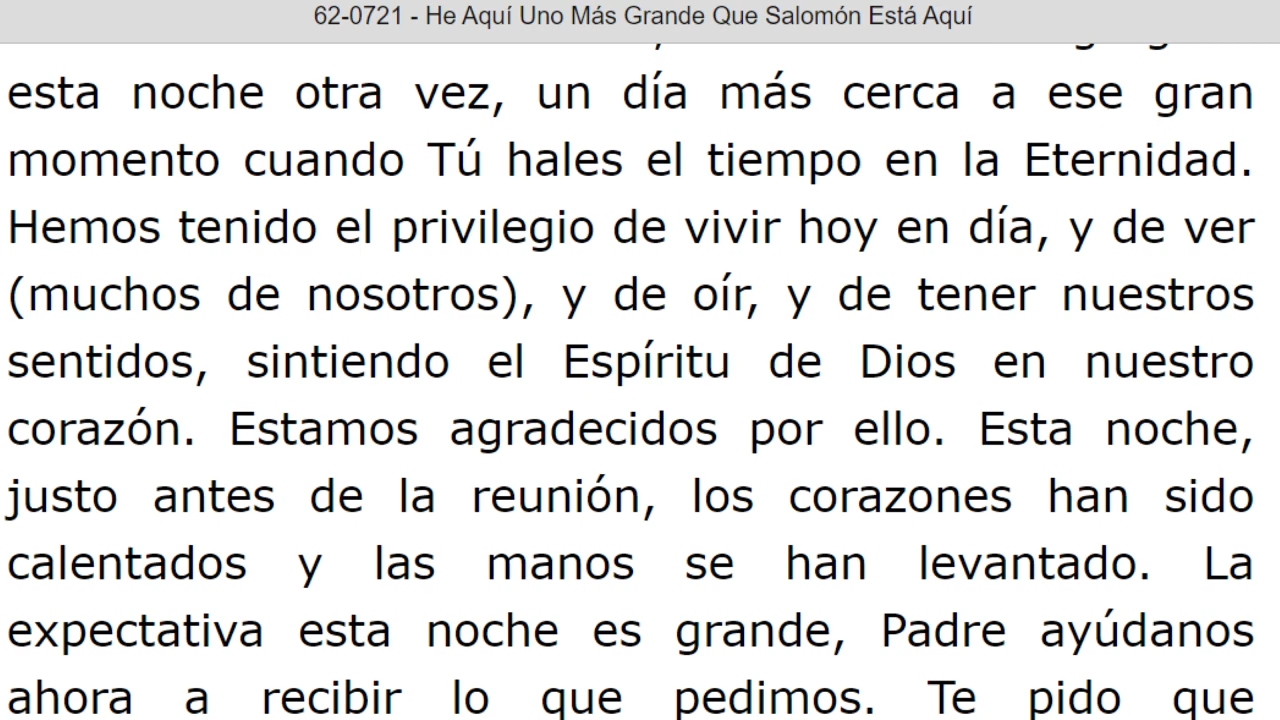 62-0721 - He Aquí Uno Más Grande Que Salomón Está Aquí
esta noche otra vez, un día más cerca a ese gran
momento cuando Tú hales el tiempo en la Eternidad.
Hemos tenido el privilegio de vivir hoy en día, y de ver
(muchos de nosotros), y de oír, y de tener nuestros
sentidos, sintiendo el Espíritu de Dios en nuestro
corazón. Estamos agradecidos por ello. Esta noche,
justo antes de la reunión, los corazones han sido
calentados y las manos se han levantado. La
expectativa esta noche es grande, Padre ayúdanos
ahora a recibir lo que pedimos. Te pido que